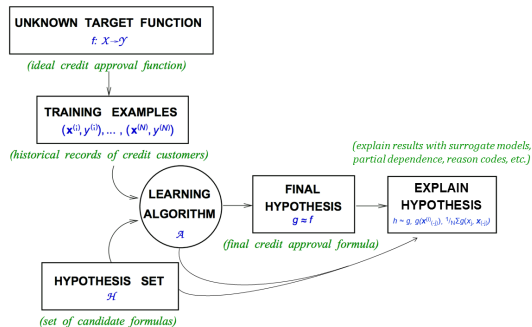 UNKNOWN TARGET FUNCTION
f: X→𝒴
(ideal credit approval function)
TRAINING EXAMPLES
(x⁽ⁱ⁾, y⁽ⁱ⁾), ... , (x⁽ᴺ⁾, y⁽ᴺ⁾)
(historical records of credit customers)
LEARNING
ALGORITHM
𝒜
HYPOTHESIS SET
ℋ
(set of candidate formulas)
FINAL
HYPOTHESIS
g ≈ f
(final credit approval formula)
(explain results with surrogate models,
partial dependence, reason codes, etc.)
EXPLAIN
HYPOTHESIS